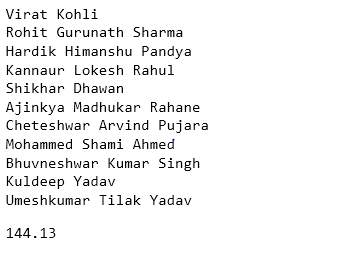 Virat Kohli
Rohit Gurunath Sharma
Hardik Himanshu Pandya
Kannaur Lokesh Rahul
Shikhar Dhawan
Ajinkya Madhukar Rahane
Cheteshwar Arvind Pujara
Mohammed Shami Ahmed
Bhuvneshwar Kumar Singh
Kuldeep Yadav
Umeshkumar Tilak Yadav
144.13